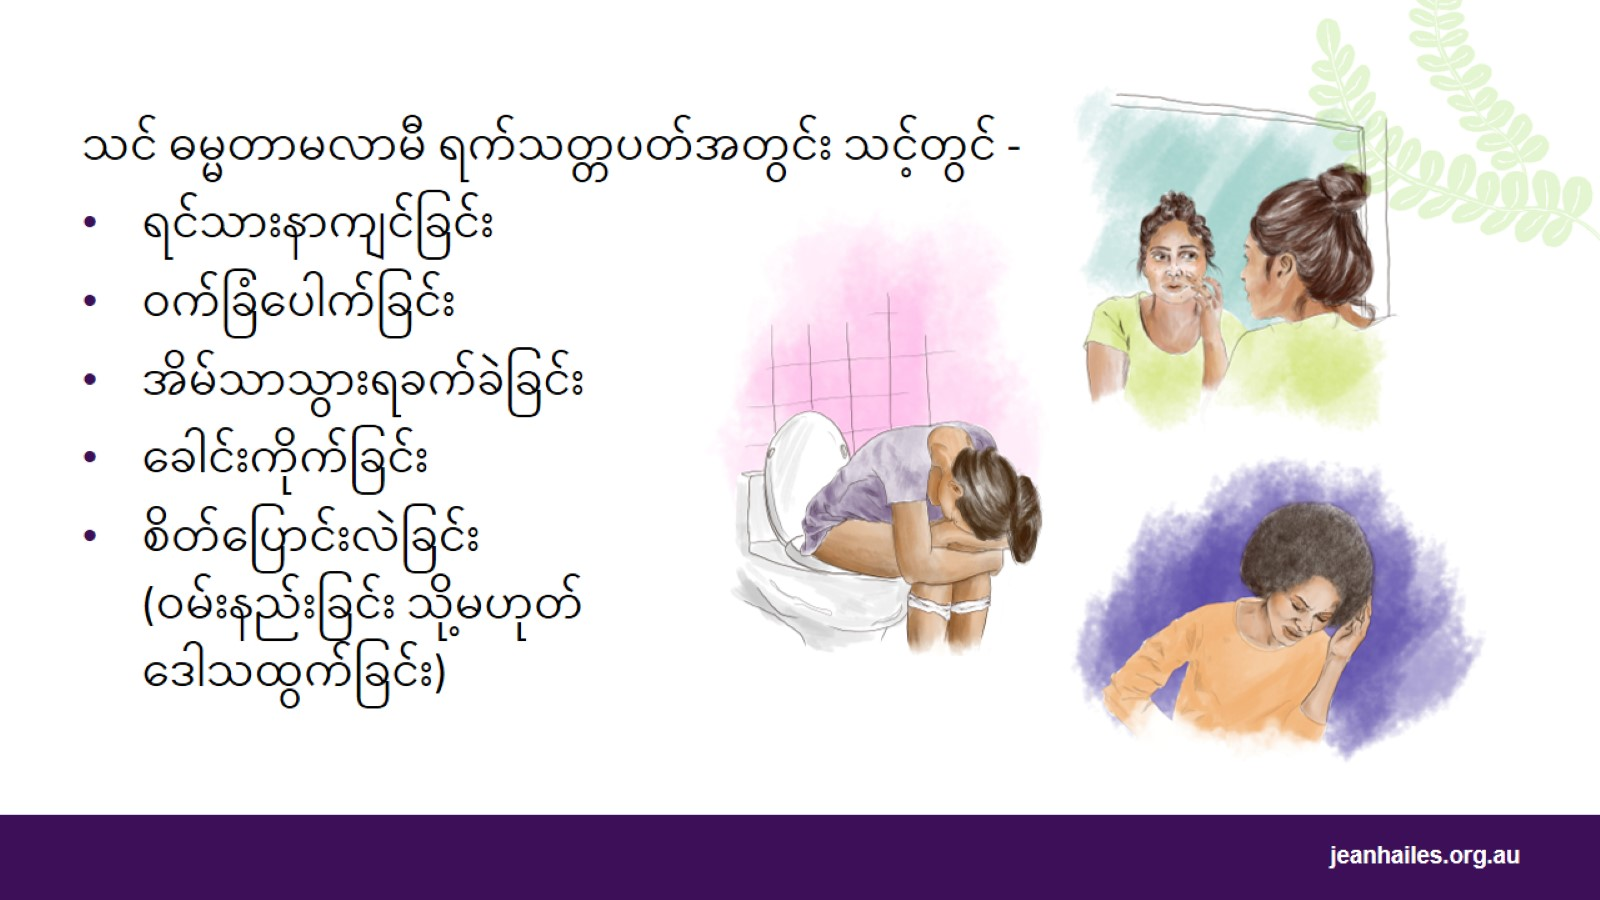 သင် ဓမ္မတာမလာမီ ရက်သတ္တပတ်အတွင်း သင့်တွင် -
• ရင်သားနာကျင်ခြင်း
• ဝက်ခြံပေါက်ခြင်း
• အိမ်သာသွားရခက်ခဲခြင်း
• ခေါင်းကိုက်ခြင်း
• စိတ်ပြောင်းလဲခြင်း
(ဝမ်းနည်းခြင်း သို့မဟုတ်
ဒေါသထွက်ခြင်း)
jeanhailes.org.au